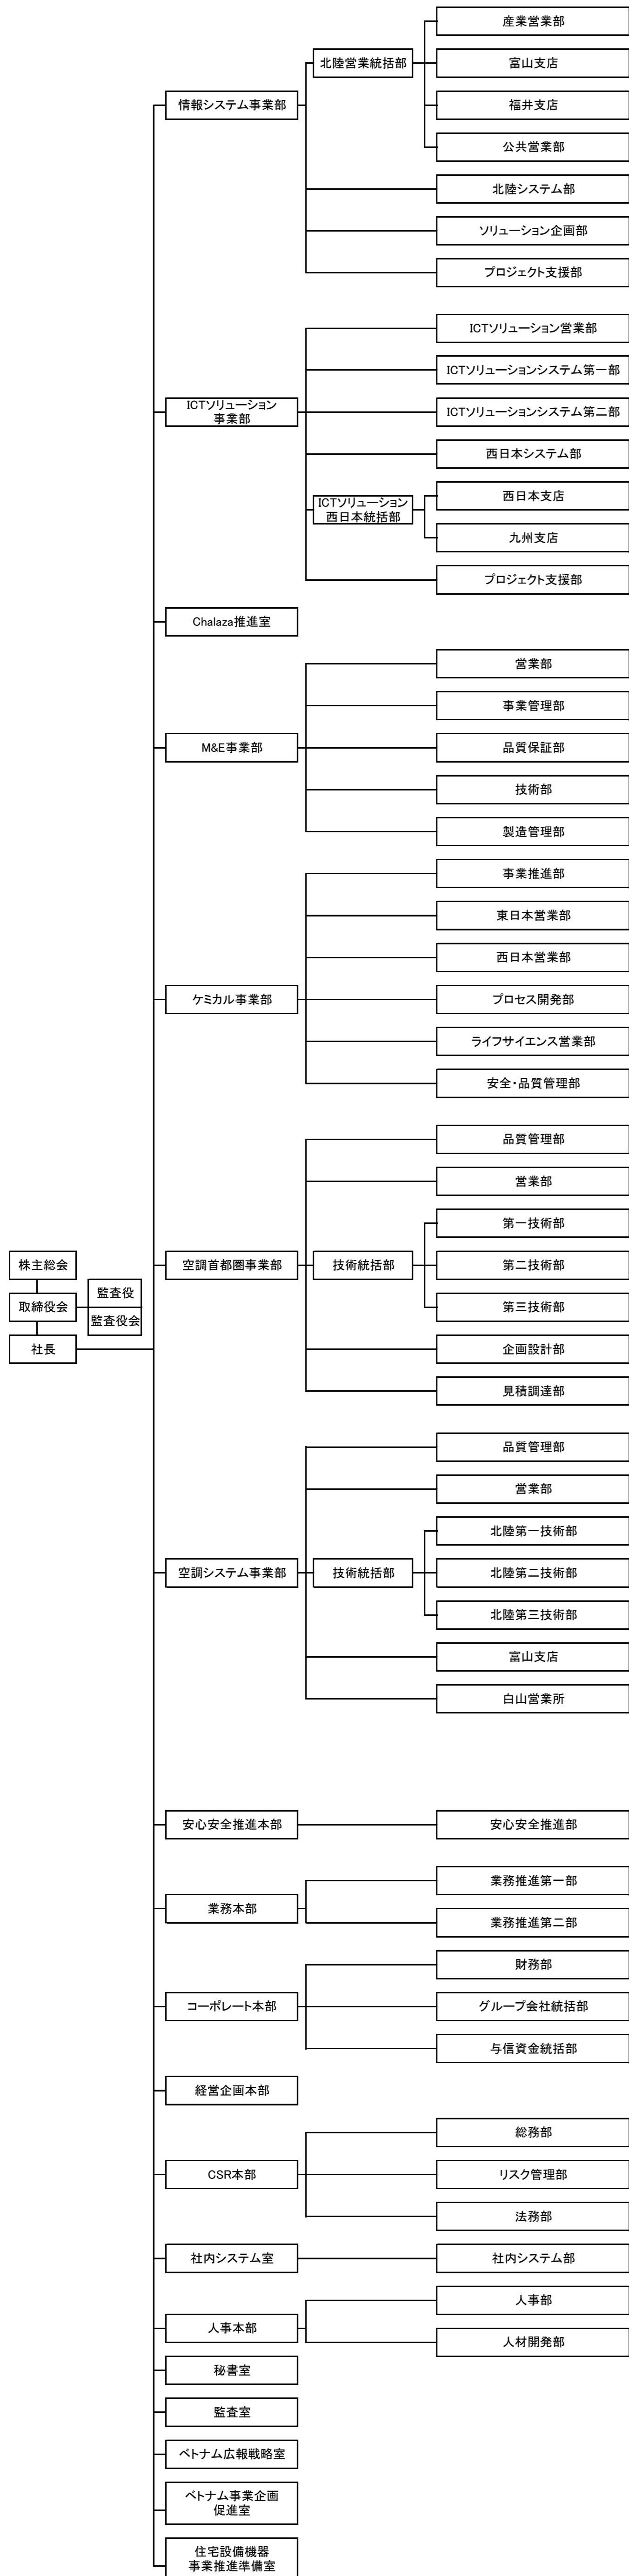 産業営業部
北陸営業統括部
富山支店
情報システム事業部
福井支店
公共営業部
北陸システム部
ソリューション企画部
プロジェクト支援部
ICTソリューション営業部
ICTソリューションシステム第一部
ICTソリューション
事業部
ICTソリューションシステム第二部
西日本システム部
ICTソリューション
西日本統括部
西日本支店
九州支店
プロジェクト支援部
Chalaza推進室
営業部
事業管理部
M&E事業部
品質保証部
技術部
製造管理部
事業推進部
東日本営業部
西日本営業部
ケミカル事業部
プロセス開発部
ライフサイエンス営業部
安全・品質管理部
品質管理部
営業部
第一技術部
株主総会
空調首都圏事業部
技術統括部
第二技術部
取締役会
監査役
監査役会
第三技術部
社長
企画設計部
見積調達部
品質管理部
営業部
北陸第一技術部
空調システム事業部
技術統括部
北陸第二技術部
北陸第三技術部
富山支店
白山営業所
安心安全推進本部
安心安全推進部
業務推進第一部
業務本部
業務推進第二部
財務部
コーポレート本部
グループ会社統括部
与信資金統括部
経営企画本部
総務部
CSR本部
リスク管理部
法務部
社内システム室
社内システム部
人事部
人事本部
人材開発部
秘書室
監査室
ベトナム広報戦略室
ベトナム事業企画
促進室
住宅設備機器
事業推進準備室